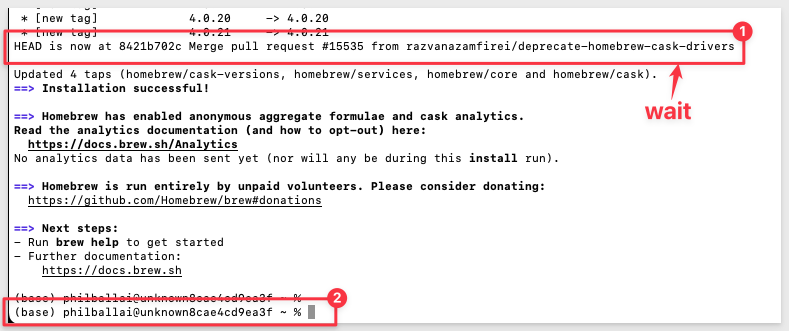 * [new tag] 4.0.20 -> 4.0.20
* [new tag] 4.0.21 -> 4.0.21
1
HEAD is now at 8421b702c Merge pull request #15535 from razvanazamfirei/deprecate-homebrew-cask-drivers
Updated 4 taps (homebrew/cask-versions, homebrew/services, homebrew/core and homebrew/cask).
==> Installation successful!
wait
==> Homebrew has enabled anonymous aggregate formulae and cask analytics.
Read the analytics documentation (and how to opt-out) here:
https://docs.brew.sh/Analytics
No analytics data has been sent yet (nor will any be during this install run).
==> Homebrew is run entirely by unpaid volunteers. Please consider donating:
https://github.com/Homebrew/brew#donations
==> Next steps:
- Run brew help to get started
- Further documentation:
https://docs.brew.sh
(base) philballai@unknown8cae4cd9ea3f ~ %
2
(base) philballai@unknown8cae4cd9ea3f ~ %